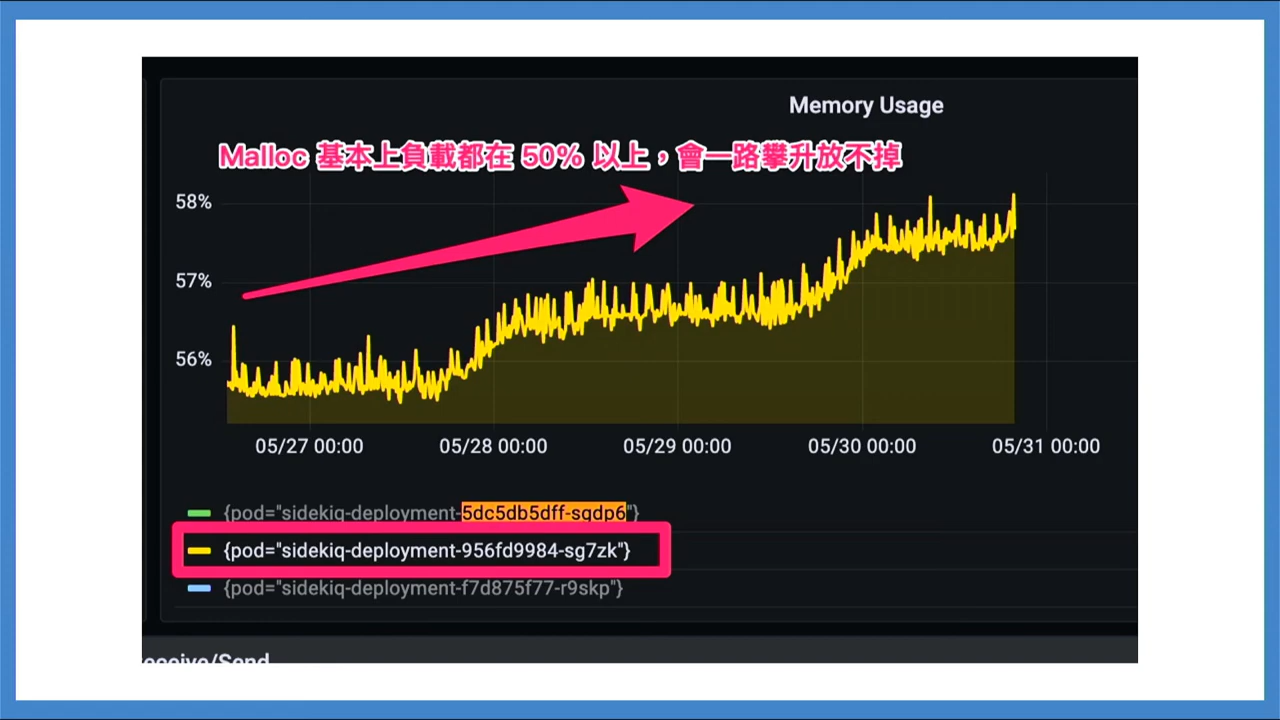 Memory Usage
Malloc 基本上負載都在 50% 以上，會一路攀升放不掉
58%
57%
56%
05/27 00:00 05/28 00:00 05/29 00:00 05/30 00:00 05/31 00:00
{pod="sidekiq-deployment-5dc5db5dff-sqdp6"}
{pod="sidekiq-deployment-956fd9984-sg7zk"}
{pod="sidekiq-deployment-f7d875f77-r9skp"}
eceive/Send